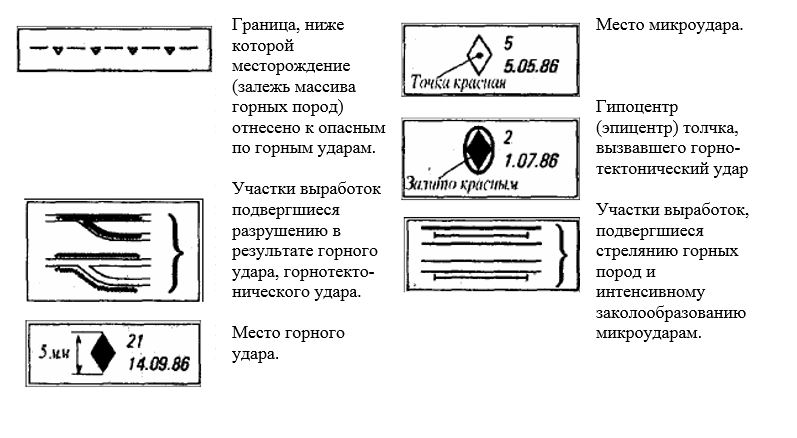 Граница, ниже
которой
месторождение
(залежь массива
горных пород)
отнесено к опасным
по горным ударам.
Участки выработок
подвергшиеся
разрушению в
результате горного
удара, горнотекто-
нического удара.
5 мм
21
14.09.86
Место горного
удара.
5
5.05.86
Точка красная
Место микроудара.
2
1.07.86
Залито красным
Гипоцентр
(эпицентр) толчка,
вызвавшего горно-
тектонический удар
Участки выработок,
подвергшиеся
стрелянию горных
пород и
интенсивному
заколообразованию
микроударам.